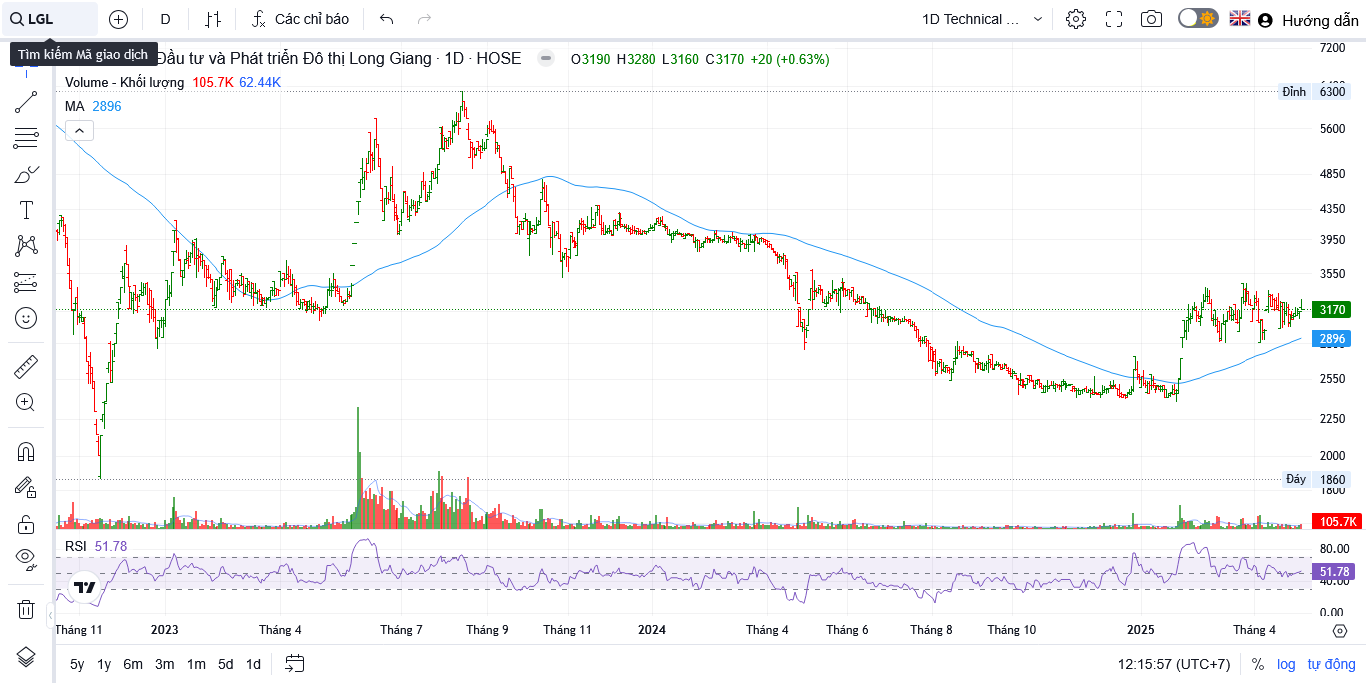 LGL
D
Các chỉ báo
1D Technical ...
Hướng dẫn
Tìm kiếm Mã giao dịch
Đầu tư và Phát triển Đô thị Long Giang · 1D · HOSE
O3190 H3280 L3160 C3170 +20 (+0.63%)
Volume - Khối lượng 105.7K 62.44K
MA 2896
7200
Đỉnh 6300
5600
4850
4350
3950
3550
3170
2896
2550
2250
2000
Đáy 1860
1800
105.7K
RSI 51.78
80.00
51.78
40.00
0.00
Tháng 11 2023 Tháng 4 Tháng 7 Tháng 9 Tháng 11 2024 Tháng 4 Tháng 6 Tháng 8 Tháng 10 2025 Tháng 4
5y 1y 6m 3m 1m 5d 1d
12:15:57 (UTC+7) % log tự động